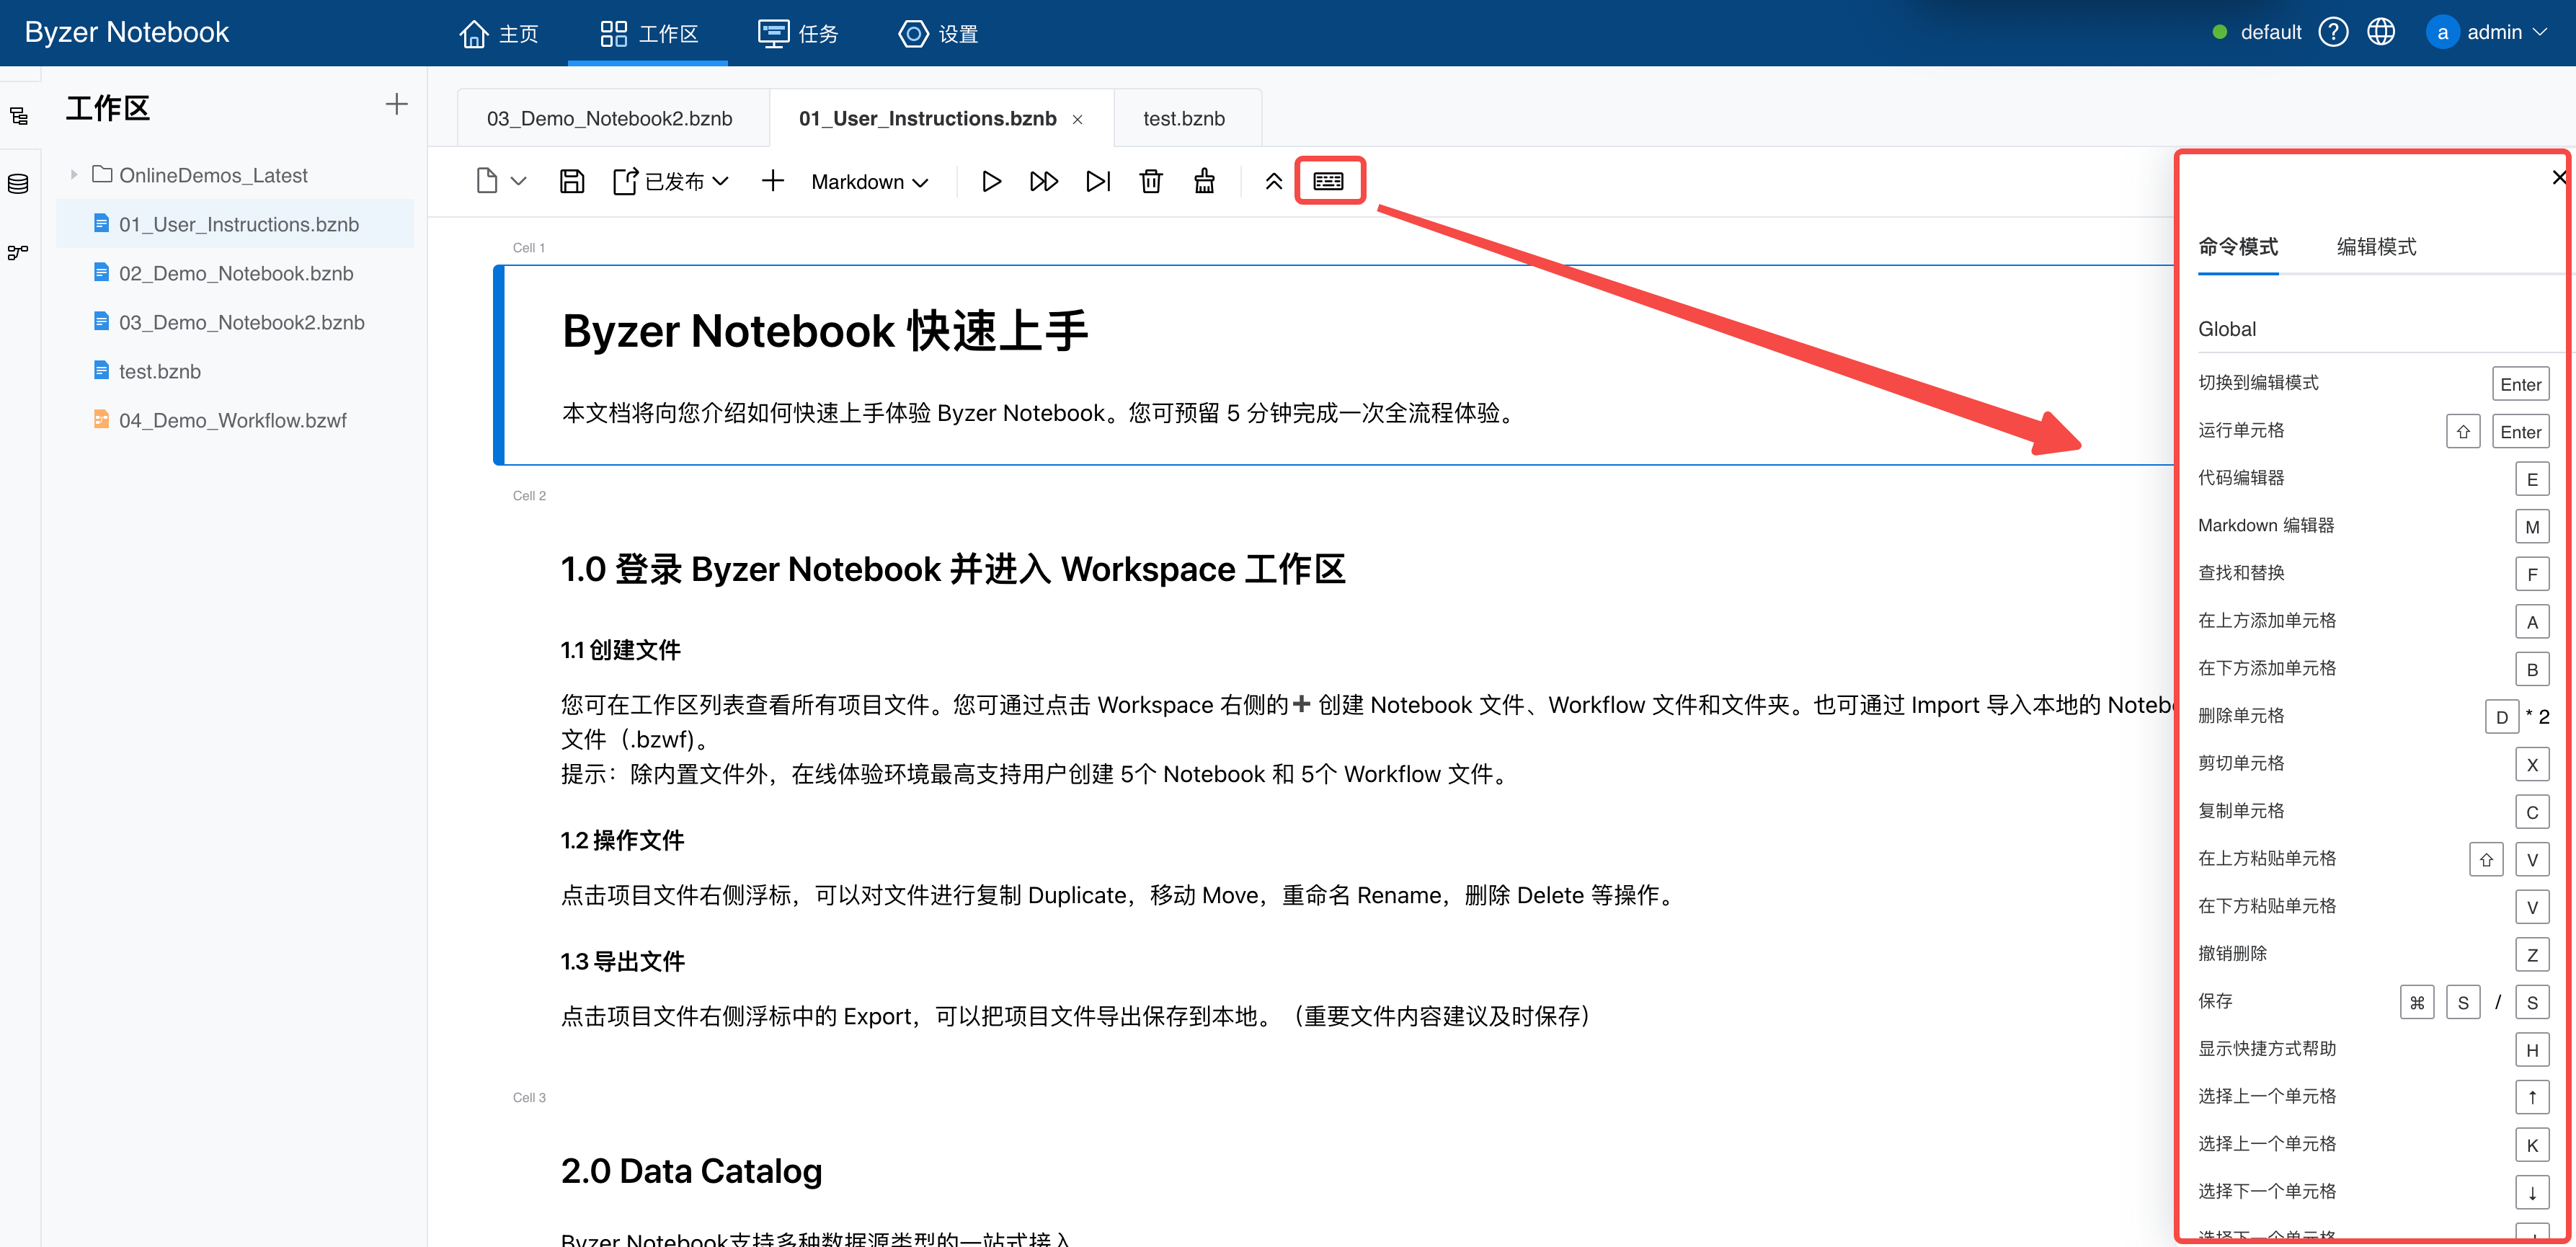 Byzer Notebook
主页
工作区
任务
设置
default
?
a admin
工作区
OnlineDemos_Latest
01_User_Instructions.bznb
02_Demo_Notebook.bznb
03_Demo_Notebook2.bznb
test.bznb
04_Demo_Workflow.bzwf
03_Demo_Notebook2.bznb
01_User_Instructions.bznb
test.bznb
已发布
Markdown
Cell 1
Byzer Notebook 快速上手
本文档将向您介绍如何快速上手体验 Byzer Notebook。您可预留 5 分钟完成一次全流程体验。
Cell 2
1.0 登录 Byzer Notebook 并进入 Workspace 工作区
1.1 创建文件
您可在工作区列表查看所有项目文件。您可通过点击 Workspace 右侧的➕ 创建 Notebook 文件、Workflow 文件和文件夹。也可通过 Import 导入本地的
文件（.bzwf)。
提示：除内置文件外，在线体验环境最高支持用户创建 5个 Notebook 和 5个 Workflow 文件。
1.2 操作文件
点击项目文件右侧浮标，可以对文件进行复制 Duplicate，移动 Move，重命名 Rename，删除 Delete 等操作。
1.3 导出文件
点击项目文件右侧浮标中的 Export，可以把项目文件导出保存到本地。（重要文件内容建议及时保存）
Cell 3
2.0 Data Catalog
Byzer Notebook支持多种数据源类型的一站式接入
命令模式 编辑模式
Global
切换到编辑模式 Enter
运行单元格 ⇧ Enter
代码编辑器 E
Markdown 编辑器 M
查找和替换 F
在上方添加单元格 A
在下方添加单元格 B
删除单元格 D * 2
剪切单元格 X
复制单元格 C
在上方粘贴单元格 ⇧ V
在下方粘贴单元格 V
撤销删除 Z
保存 ⌘ S / S
显示快捷方式帮助 H
选择上一个单元格 ↑
选择上一个单元格 K
选择下一个单元格 ↓
选择下一个单元格